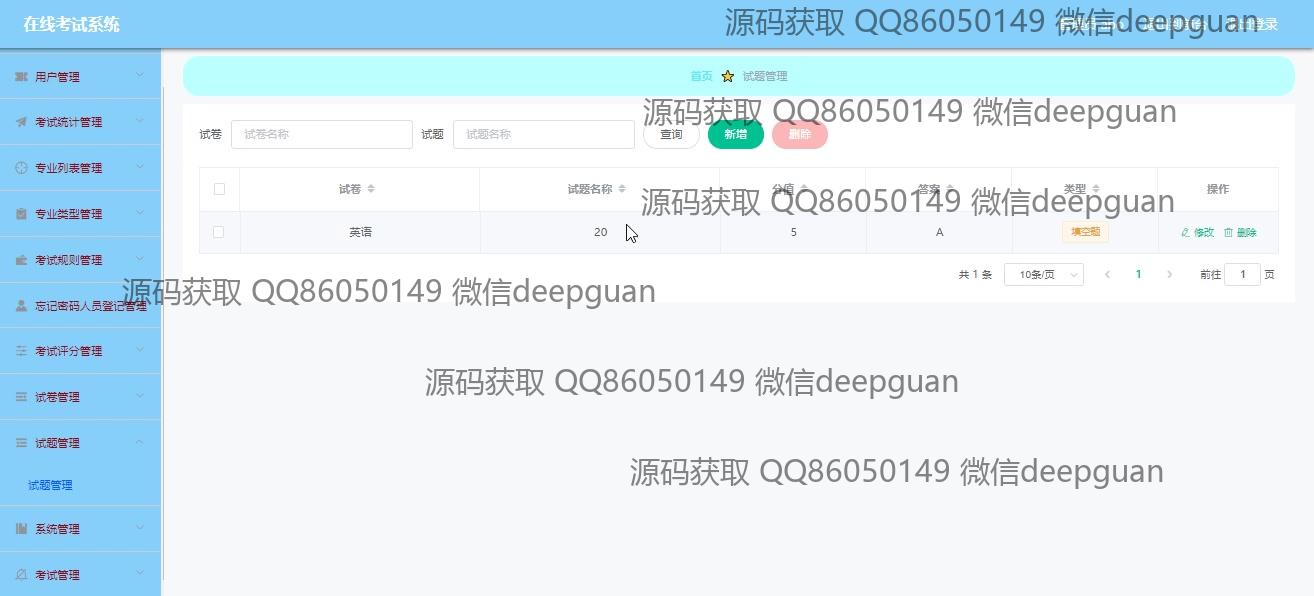 在线考试系统
源码获取 QQ86050149 微信deepguan
用户管理
考试统计管理
专业列表管理
专业类型管理
考试规则管理
忘记密码人员登记管理
考试评分管理
试卷管理
试题管理
试题管理
系统管理
考试管理
首页 试题管理
源码获取 QQ86050149 微信deepguan
试卷 试卷名称 试题 试题名称 查询 新增 删除
试卷 试题名称 分值 答案 类型 操作
源码获取 QQ86050149 微信deepguan
英语 20 5 A 填空题 修改 删除
共 1 条 10条/页 1 前往 1 页
源码获取 QQ86050149 微信deepguan
源码获取 QQ86050149 微信deepguan
源码获取 QQ86050149 微信deepguan